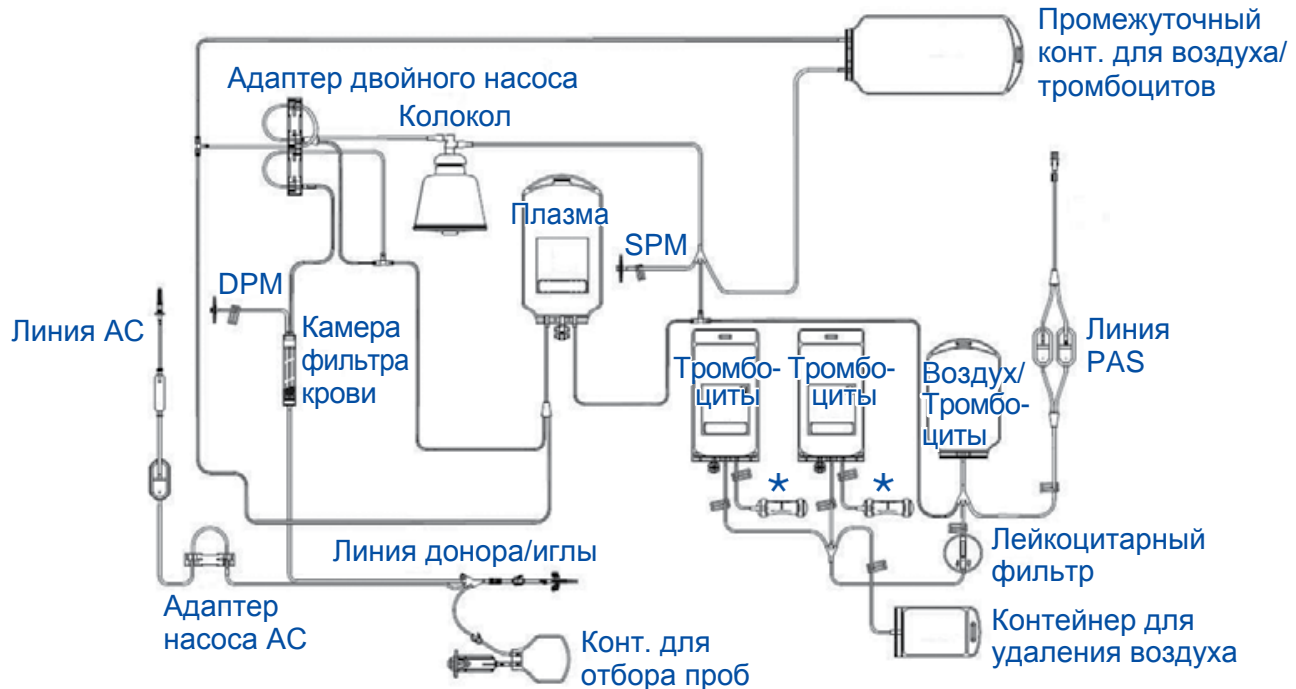 Промежуточный
конт. для воздуха/
тромбоцитов
Адаптер двойного насоса
Колокол
Плазма
SPM
DPM
Линия AC
Камера
фильтра
крови
Тромбо-
циты
Тромбо-
циты
Воздух/
Тромбо-
циты
Линия
PAS
*
*
Линия донора/иглы
Лейкоцитарный
фильтр
Адаптер
насоса AC
Конт. для
отбора проб
Контейнер для
удаления воздуха